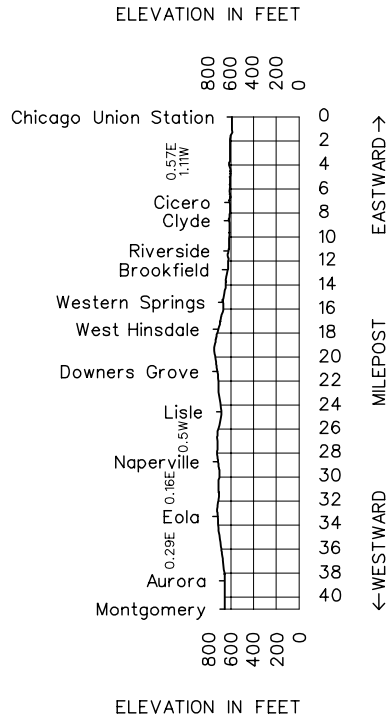 ELEVATION IN FEET
800 600 400 200 0
Chicago Union Station 0
2
0.57E
1.11W
4
6
Cicero
8
Clyde
10
Riverside
12
Brookfield
14
Western Springs 16
West Hinsdale 18
20
Downers Grove 22
Lisle 24
26
0.5W
28
Naperville
30
0.16E
32
Eola
34
0.29E
36
38
Aurora
40
Montgomery
EASTWARD→
MILEPOST
←WESTWARD
800 600 400 200 0
ELEVATION IN FEET